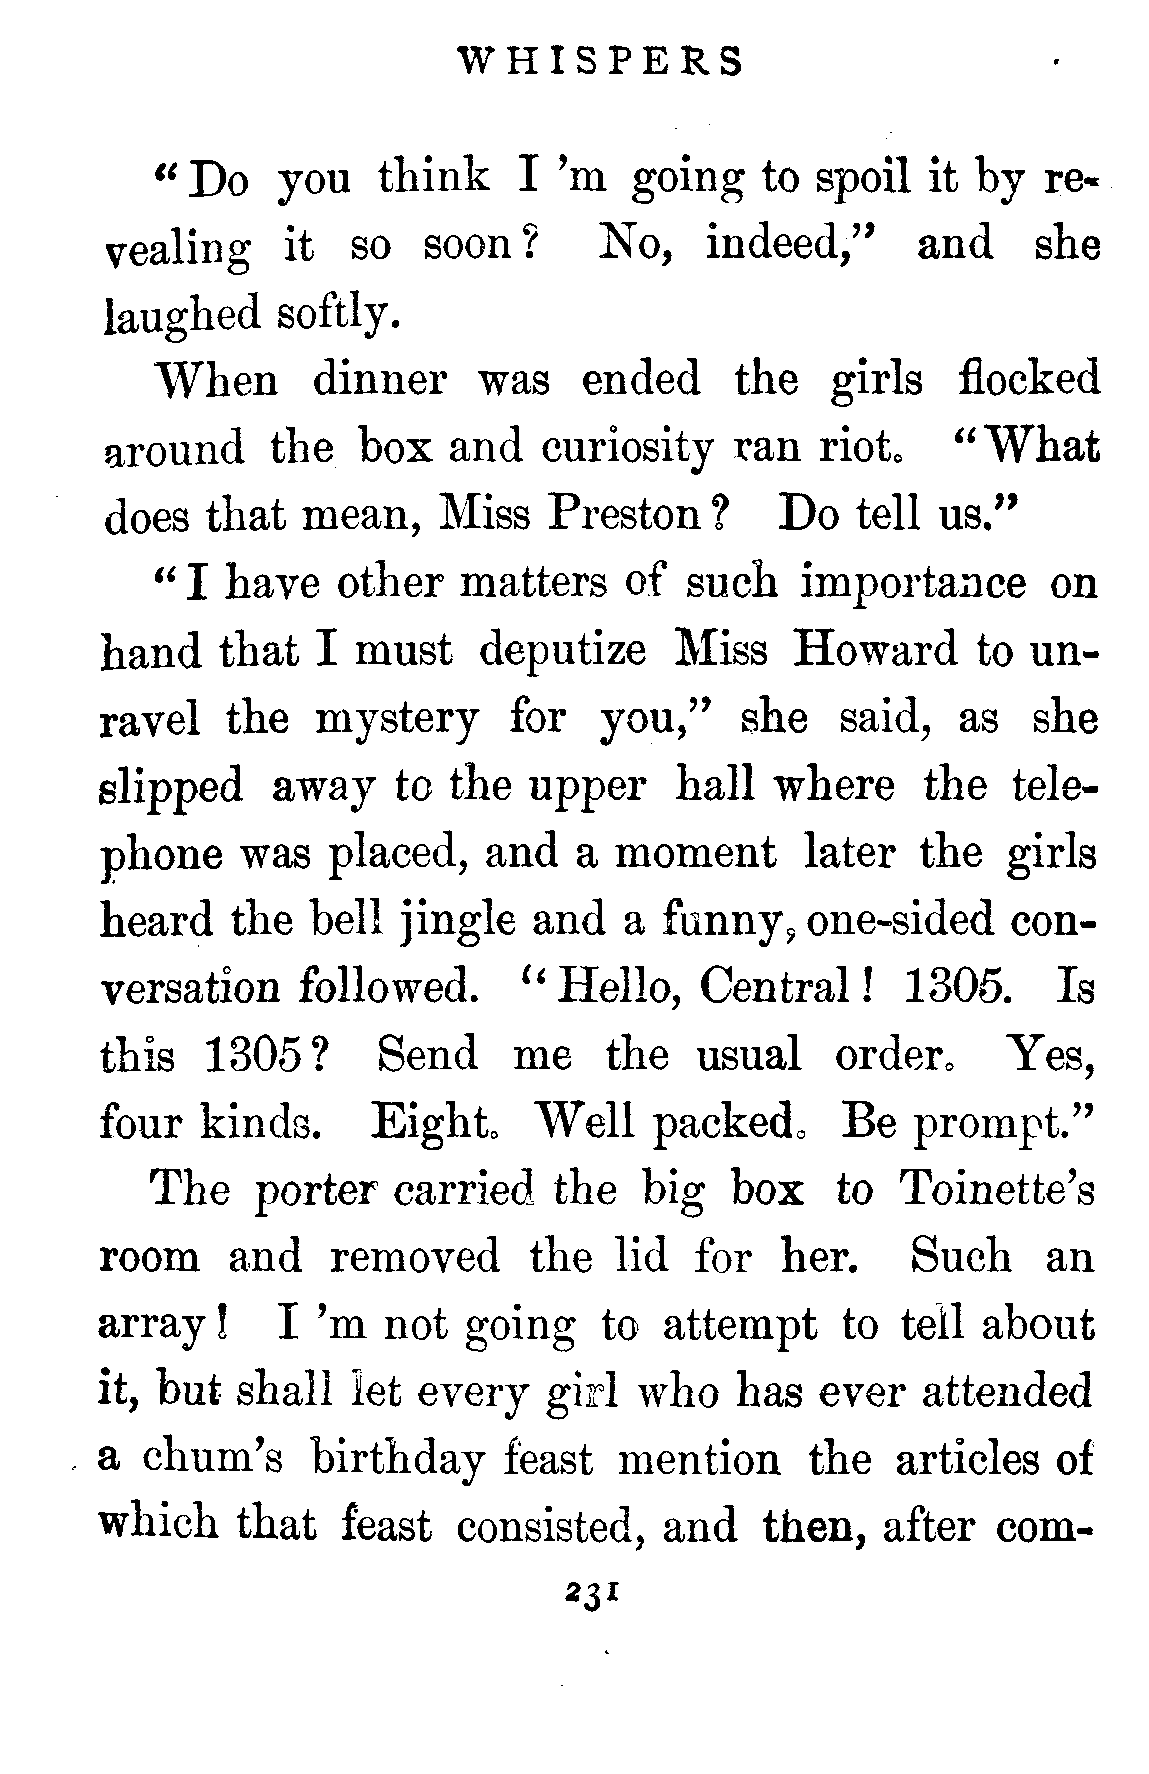 WHISPERS
"Do you think I 'm going to spoil it by re-
vealing it so soon? No, indeed," and she
laughed softly.
When dinner was ended the girls flocked
around the box and curiosity ran riot. "What
does that mean, Miss Preston? Do tell us."
"I have other matters of such importance on
hand that I must deputize Miss Howard to un-
ravel the mystery for you," she said, as she
slipped away to the upper hall where the tele-
phone was placed, and a moment later the girls
heard the bell jingle and a funny, one-sided con-
versation followed. "Hello, Central! 1305. Is
this 1305? Send me the usual order. Yes,
four kinds. Eight. Well packed. Be prompt."
The porter carried the big box to Toinette's
room and removed the lid for her. Such an
array! I 'm not going to attempt to tell about
it, but shall let every girl who has ever attended
a chum's birthday feast mention the articles of
which that feast consisted, and then, after com-
231